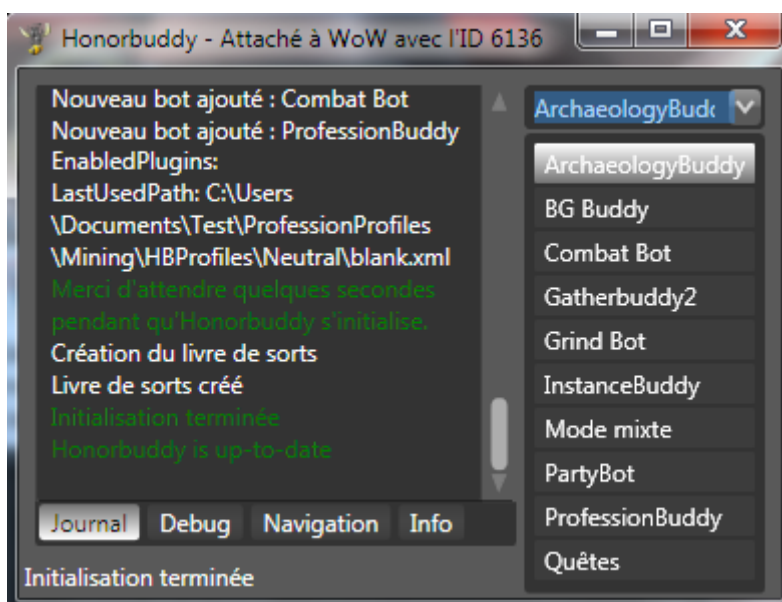 Honorbuddy - Attaché à WoW avec l'ID 6136
Nouveau bot ajouté : Combat Bot
Nouveau bot ajouté : ProfessionBuddy
EnabledPlugins:
LastUsedPath: C:\Users
\Documents\Test\ProfessionProfiles
\Mining\HBProfiles\Neutral\blank.xml
Merci d'attendre quelques secondes
pendant qu'Honorbuddy s'initialise.
Création du livre de sorts
Livre de sorts créé
Initialisation terminée
Honorbuddy is up-to-date
Journal Debug Navigation Info
Initialisation terminée
ArchaeologyBud
ArchaeologyBuddy
BG Buddy
Combat Bot
Gatherbuddy2
Grind Bot
InstanceBuddy
Mode mixte
PartyBot
ProfessionBuddy
Quêtes